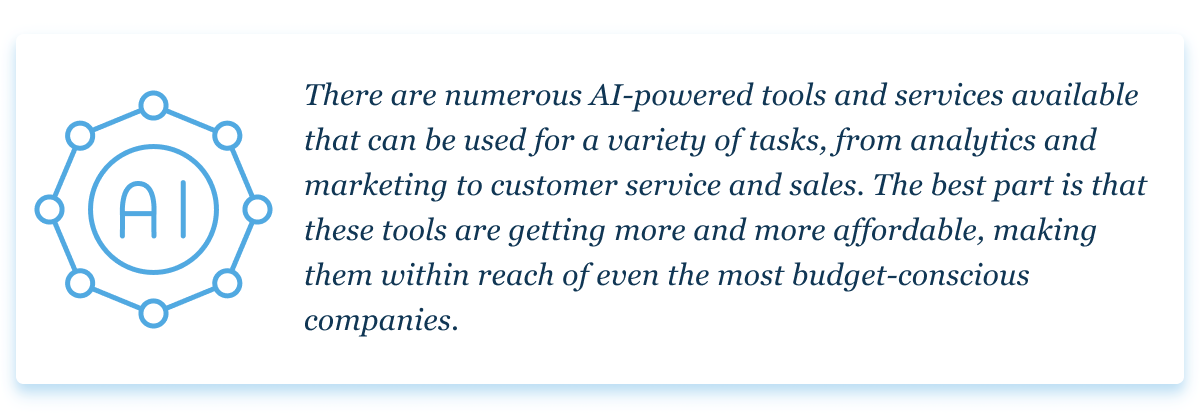 AI
There are numerous AI-powered tools and services available
that can be used for a variety of tasks, from analytics and
marketing to customer service and sales. The best part is that
these tools are getting more and more affordable, making
them within reach of even the most budget-conscious
companies.